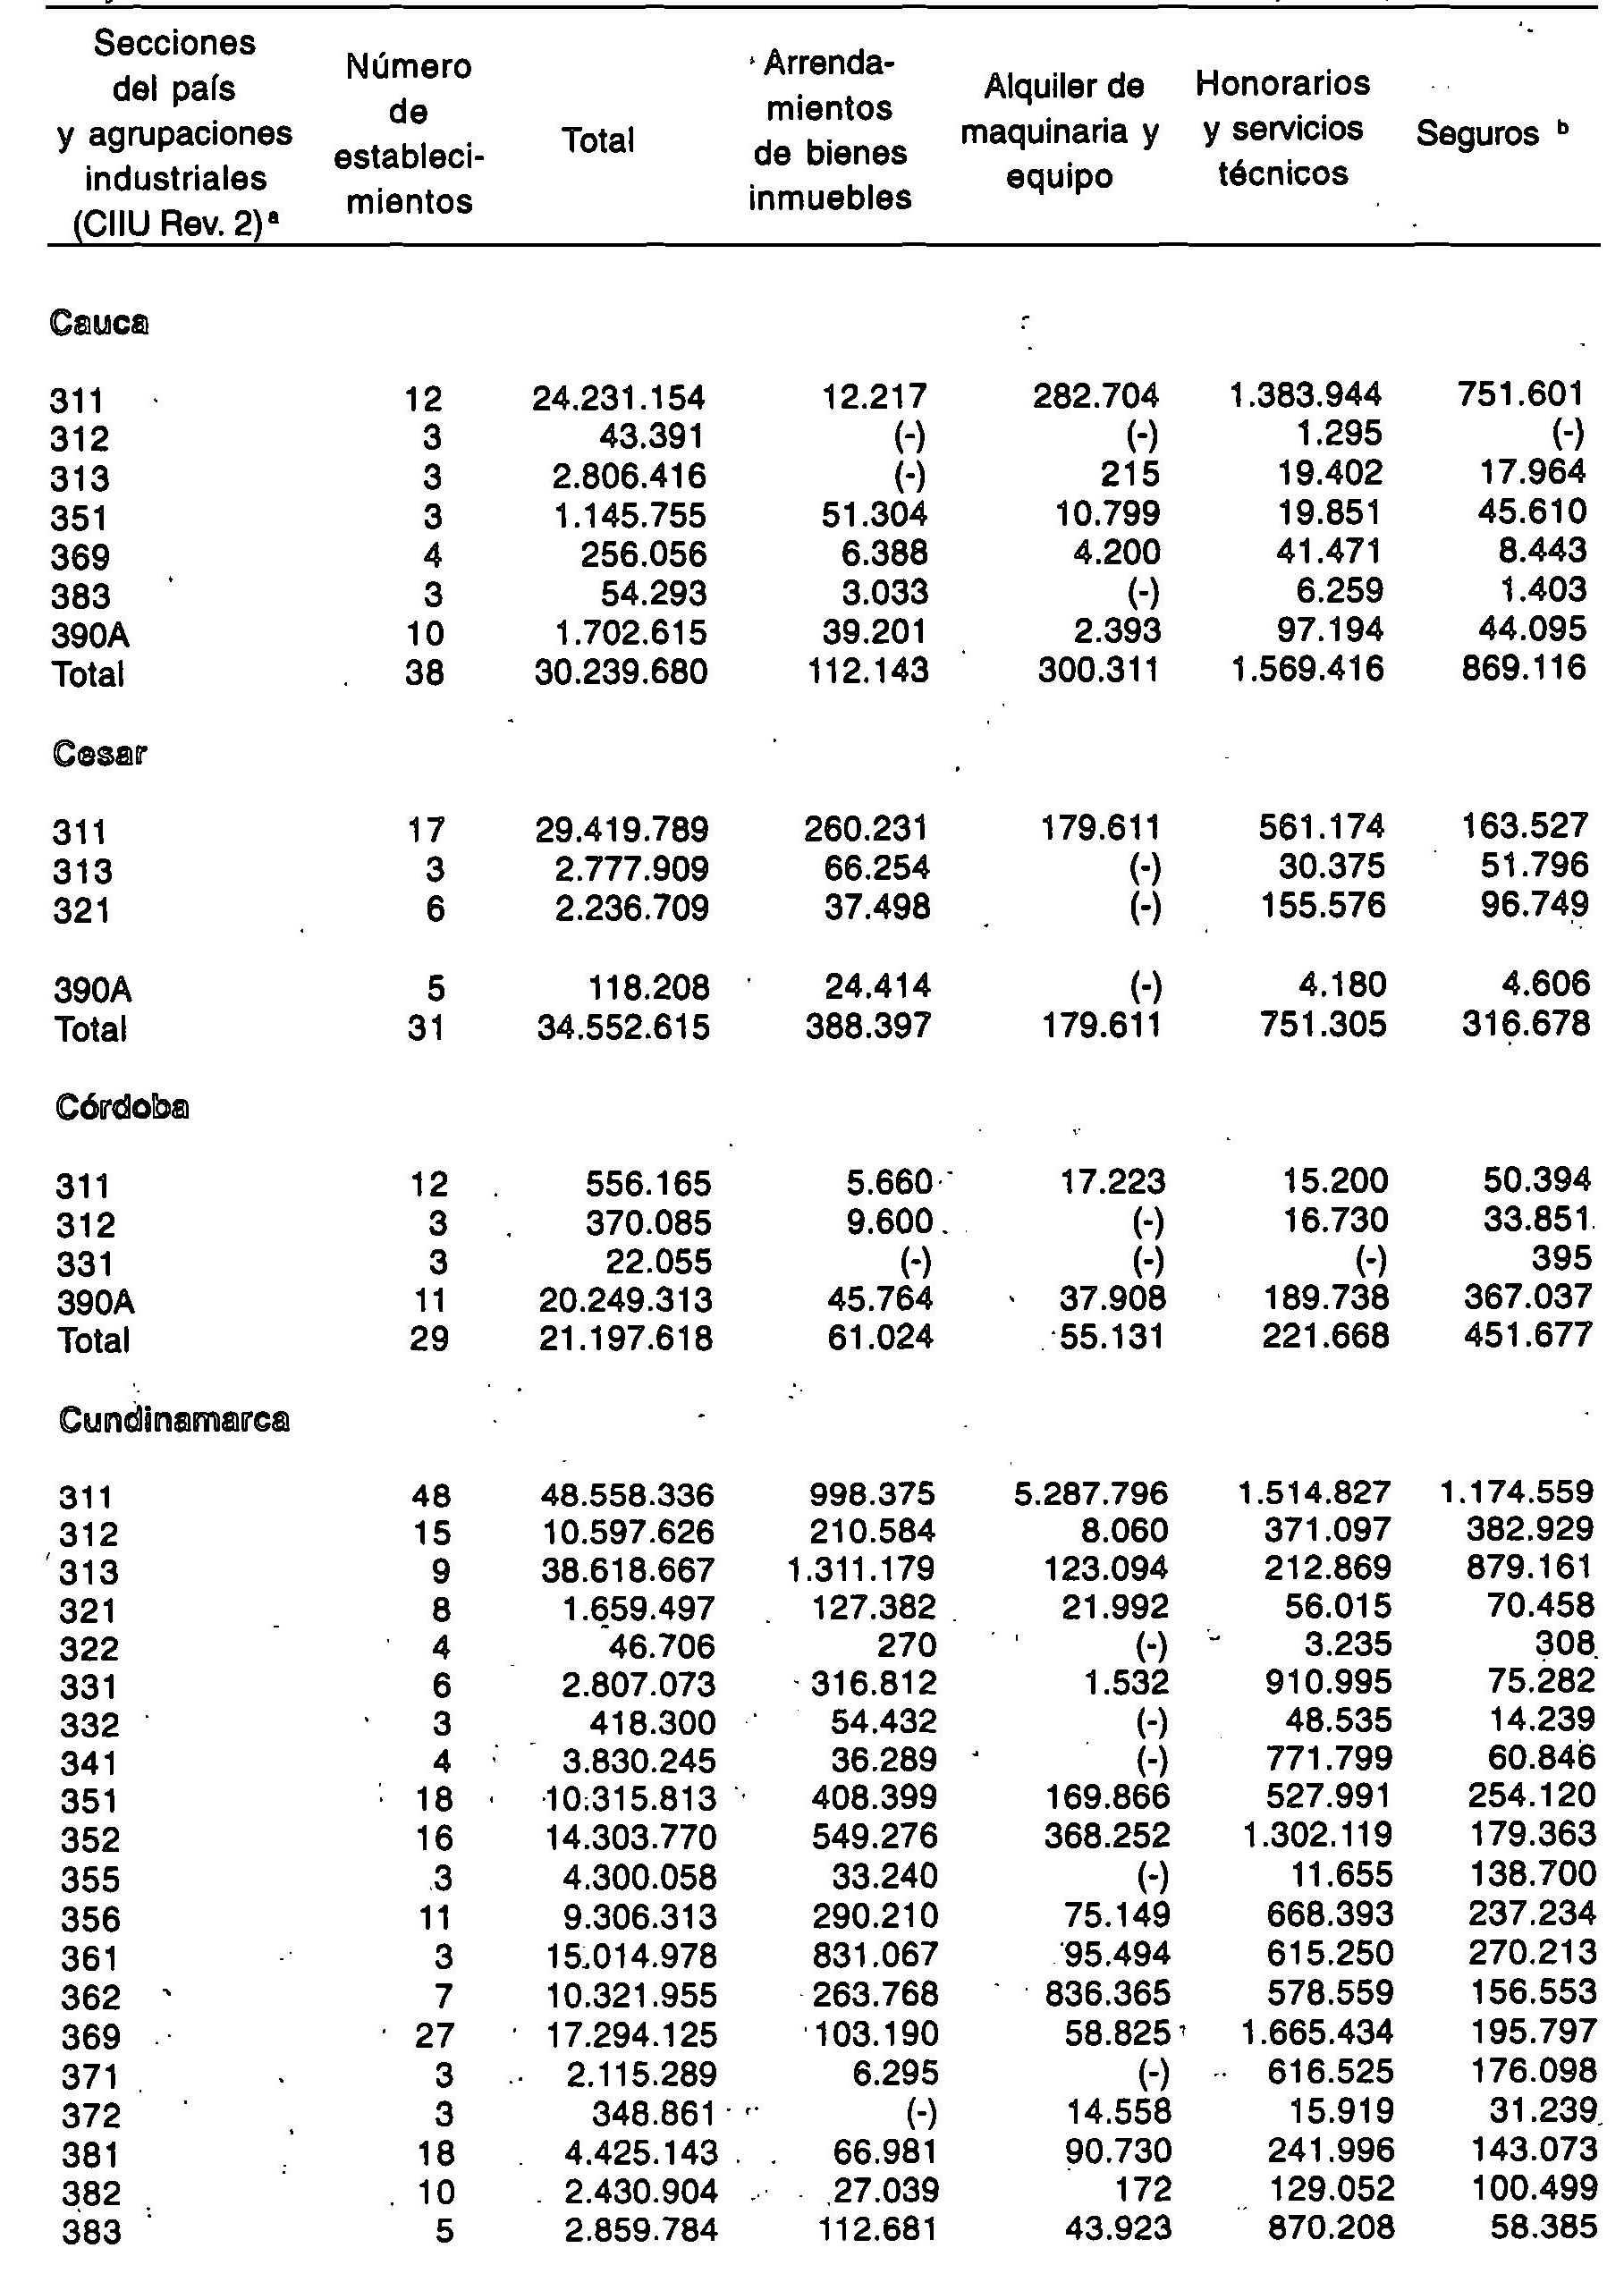 Secciones del país y agrupaciones industriales (CIIU Rev. 2) a | Número de estableci-mientos | Total | Arrenda-mientos de bienes inmuebles | Alquiler de maquinaria y equipo | Honorarios y servicios técnicos | Seguros b
Cauca
311 12 24.231.154 12.217 282.704 1.383.944 751.601
312 3 43.391 (-) (-) 1.295 (-)
313 3 2.806.416 (-) 215 19.402 17.964
351 3 1.145.755 51.304 10.799 19.851 45.610
369 4 256.056 6.388 4.200 41.471 8.443
383 3 54.293 3.033 (-) 6.259 1.403
390A 10 1.702.615 39.201 2.393 97.194 44.095
Total 38 30.239.680 112.143 300.311 1.569.416 869.116
Cesar
311 17 29.419.789 260.231 179.611 561.174 163.527
313 3 2.777.909 66.254 (-) 30.375 51.796
321 6 2.236.709 37.498 (-) 155.576 96.749
390A 5 118.208 24.414 (-) 4.180 4.606
Total 31 34.552.615 388.397 179.611 751.305 316.678
Córdoba
311 12 556.165 5.660 17.223 15.200 50.394
312 3 370.085 9.600 (-) 16.730 33.851
331 3 22.055 (-) (-) (-) 395
390A 11 20.249.313 45.764 37.908 189.738 367.037
Total 29 21.197.618 61.024 55.131 221.668 451.677
Cundinamarca
311 48 48.558.336 998.375 5.287.796 1.514.827 1.174.559
312 15 10.597.626 210.584 8.060 371.097 382.929
313 9 38.618.667 1.311.179 123.094 212.869 879.161
321 8 1.659.497 127.382 21.992 56.015 70.458
322 4 46.706 270 (-) 3.235 308
331 6 2.807.073 316.812 1.532 910.995 75.282
332 3 418.300 54.432 (-) 48.535 14.239
341 4 3.830.245 36.289 (-) 771.799 60.846
351 18 10.315.813 408.399 169.866 527.991 254.120
352 16 14.303.770 549.276 368.252 1.302.119 179.363
355 3 4.300.058 33.240 (-) 11.655 138.700
356 11 9.306.313 290.210 75.149 668.393 237.234
361 3 15.014.978 831.067 95.494 615.250 270.213
362 7 10.321.955 263.768 836.365 578.559 156.553
369 27 17.294.125 103.190 58.825 1.665.434 195.797
371 3 2.115.289 6.295 (-) 616.525 176.098
372 3 348.861 (-) 14.558 15.919 31.239
381 18 4.425.143 66.981 90.730 241.996 143.073
382 10 2.430.904 27.039 172 129.052 100.499
383 5 2.859.784 112.681 43.923 870.208 58.385